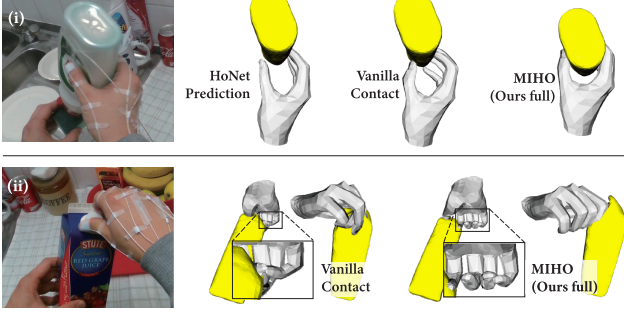 (i)
HoNet
Prediction
Vanilla
Contact
MIHO
(Ours full)
(ii)
STUTE
RED GRAPE
JUICE
Vanilla
Contact
MIHO
(Ours full)